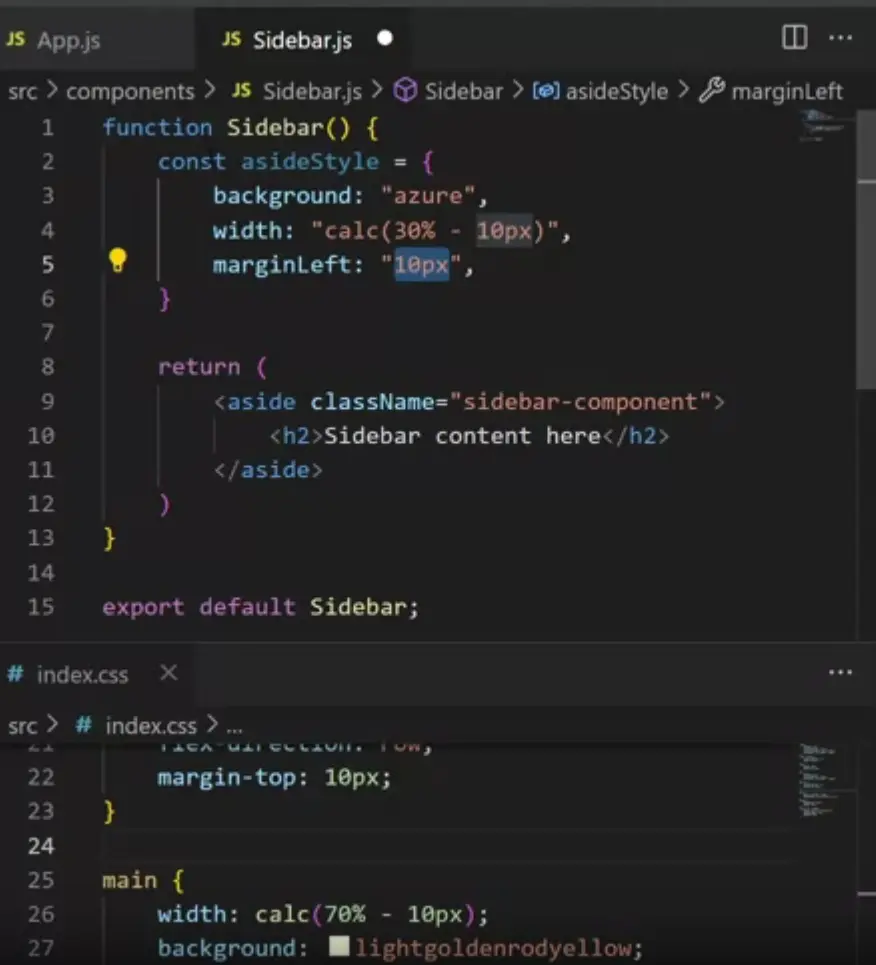 JS App.js JS Sidebar.js ● ···
src > components > JS Sidebar.js > Sidebar > asideStyle > marginLeft
1 function Sidebar() {
2 const asideStyle = {
3 background: "azure",
4 width: "calc(30% - 10px)",
5 marginLeft: "10px",
6 }
7
8 return (
9 <aside className="sidebar-component">
10 <h2>Sidebar content here</h2>
11 </aside>
12 )
13 }
14
15 export default Sidebar;
# index.css × ···
src > # index.css > ...
21 flex-direction: row;
22 margin-top: 10px;
23 }
24
25 main {
26 width: calc(70% - 10px);
27 background: lightgoldenrodyellow;